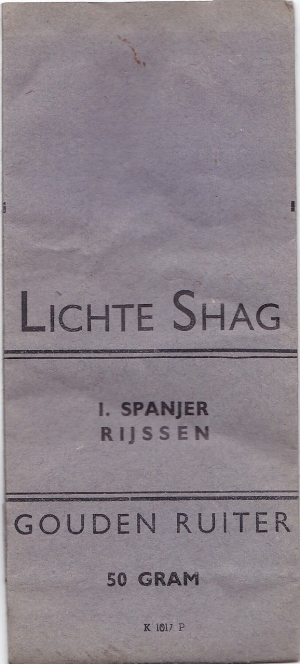 LICHTE SHAG
I. SPANJER
RIJSSEN
GOUDEN RUITER
50 GRAM
K 1617 P